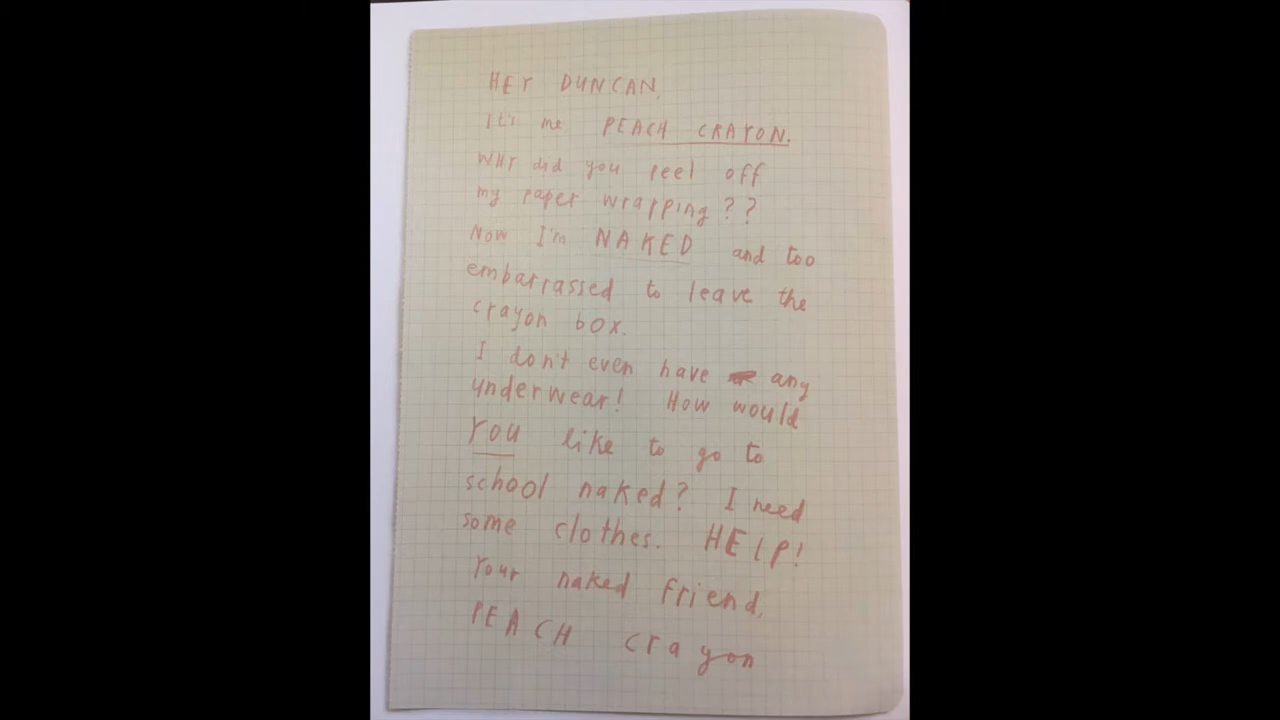 HEY DUNCAN,
It's me PEACH CRAYON.
WHY did you peel off
my paper wrapping??
Now I'm NAKED and too
embarrassed to leave the
crayon box.
I don't even have any
underwear! How would
YOU like to go to
school naked? I need
some clothes. HELP!
Your naked friend,
PEACH crayon